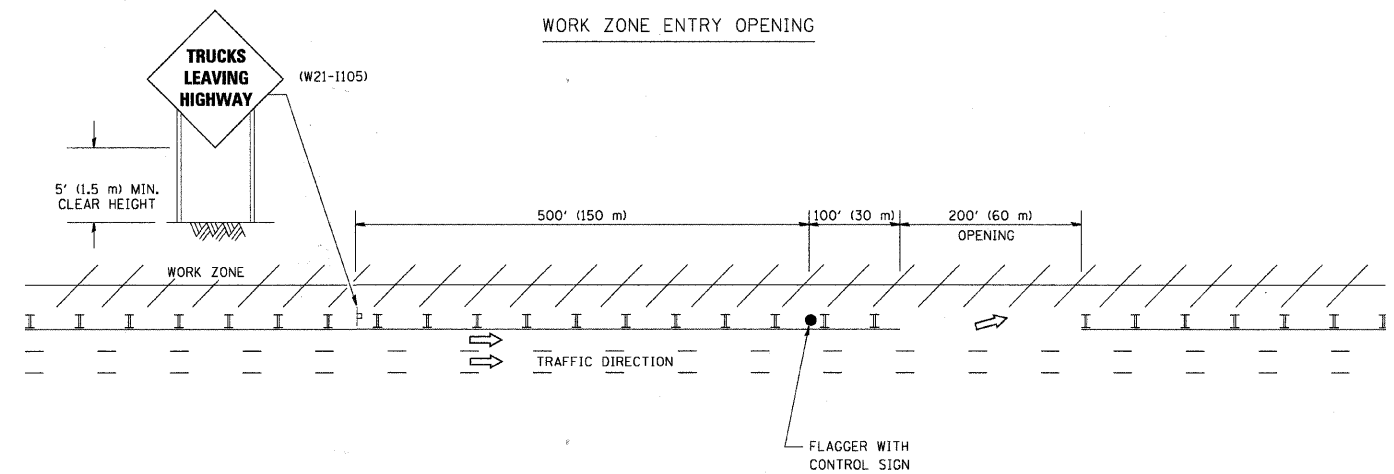 WORK ZONE ENTRY OPENING
TRUCKS
LEAVING
HIGHWAY
(W21-I105)
5' (1.5 m) MIN.
CLEAR HEIGHT
500' (150 m)
100' (30 m)
200' (60 m)
OPENING
WORK ZONE
TRAFFIC DIRECTION
FLAGGER WITH
CONTROL SIGN